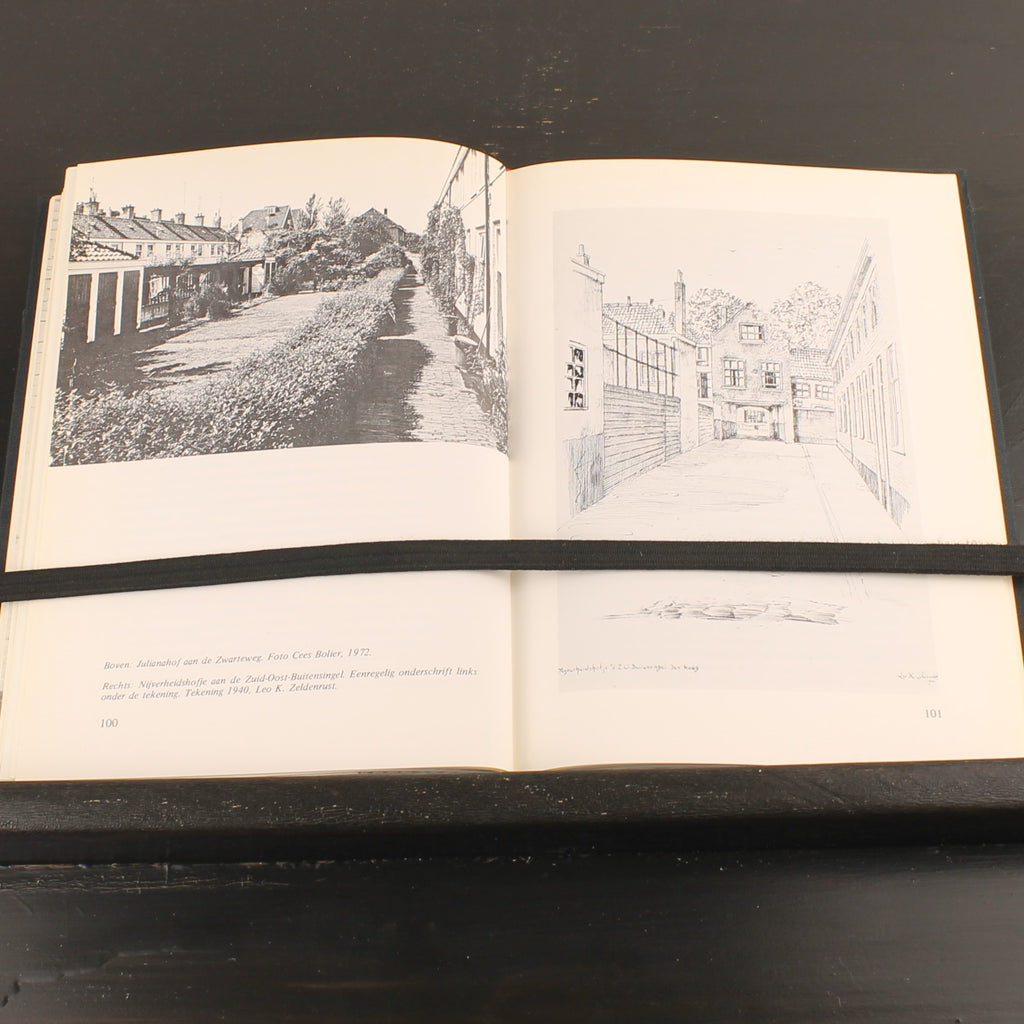 Boven: Julianahof aan de Zwarteweg. Foto Cees Bolier, 1972.
Rechts: Nijverheidshofje aan de Zuid-Oost-Buitensingel. Eenregelig onderschrift links
onder de tekening. Tekening 1940, Leo K. Zeldenrust.
100
101